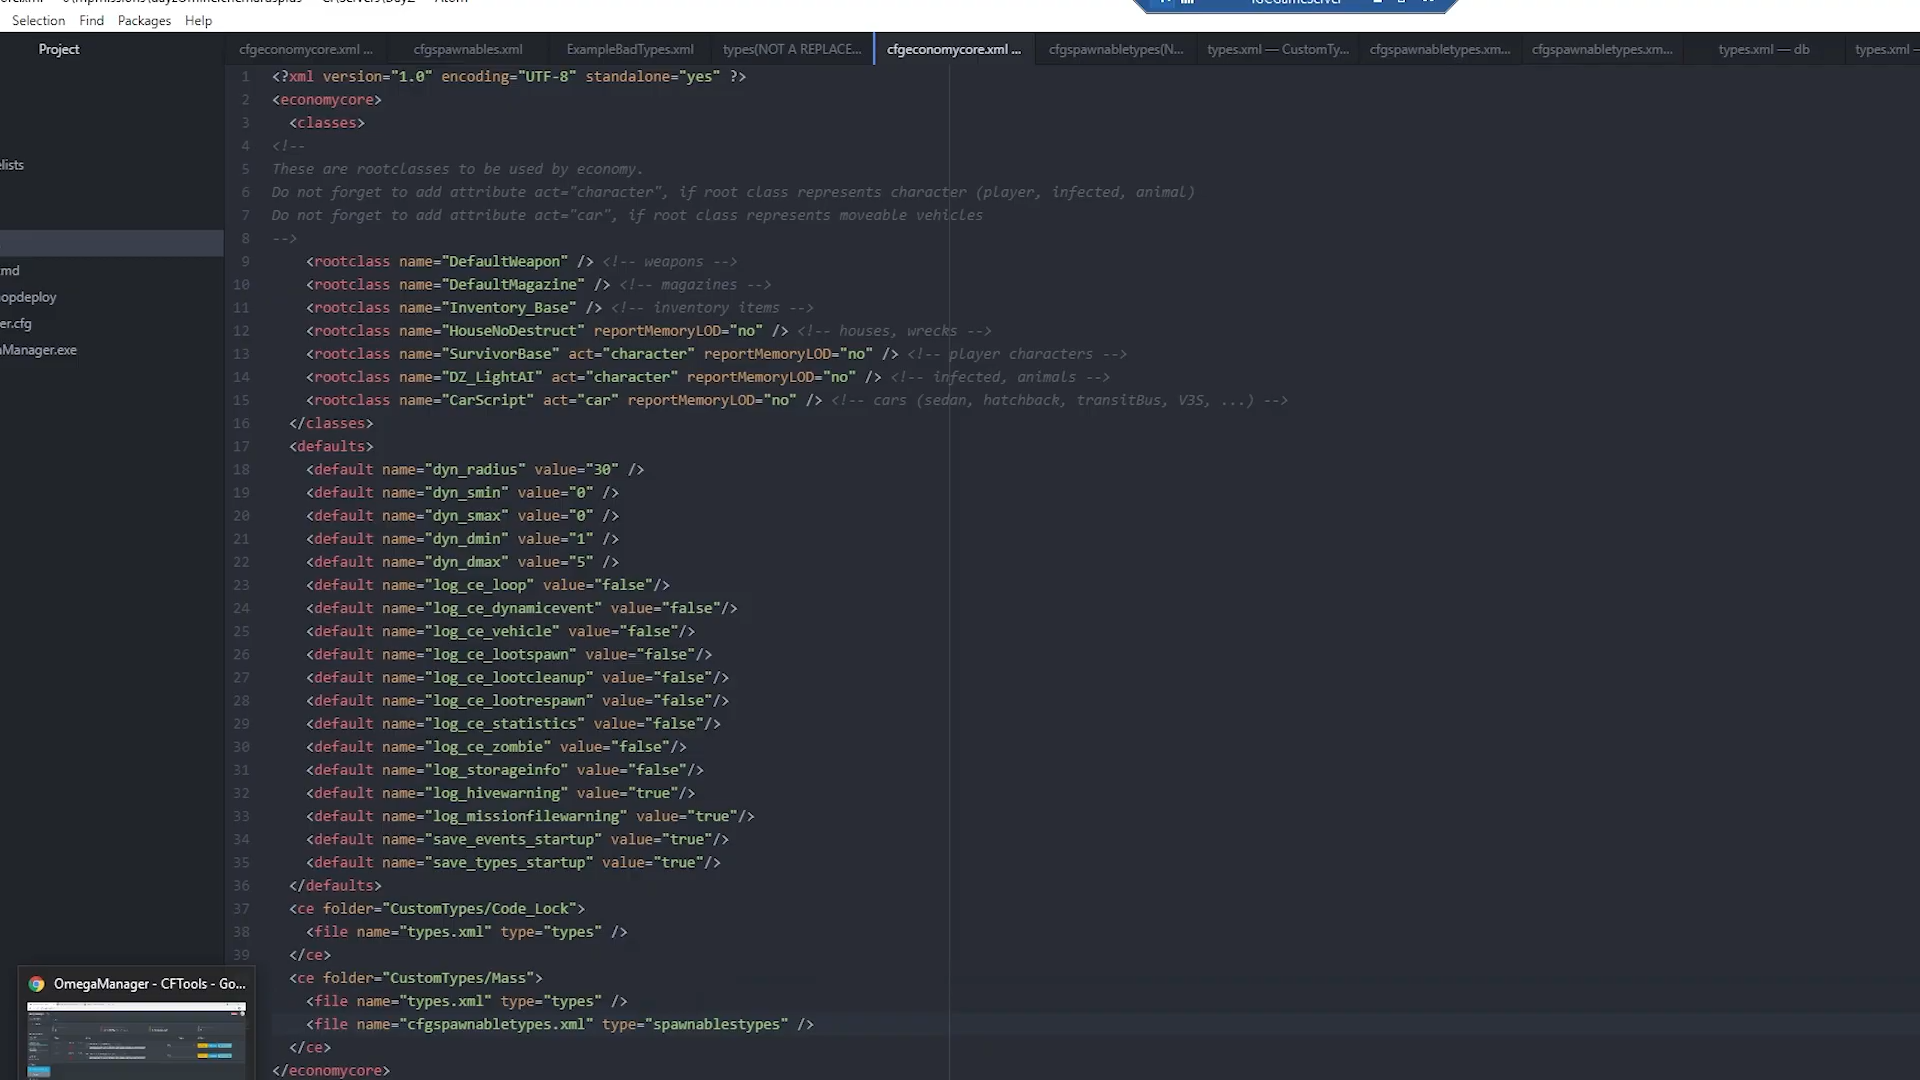 Selection Find Packages Help
Project
cfgeconomycore.xml ... cfgspawnables.xml ExampleBadTypes.xml types(NOT A REPLACE... cfgeconomycore.xml ... cfgspawnabletypes(N... types.xml — CustomTy... cfgspawnabletypes.xm... cfgspawnabletypes.xm... types.xml — db types.xml —
elists
opdeploy
er.cfg
Manager.exe
1 <?xml version="1.0" encoding="UTF-8" standalone="yes" ?>
2 <economycore>
3 <classes>
4 <!--
5 These are rootclasses to be used by economy.
6 Do not forget to add attribute act="character", if root class represents character (player, infected, animal)
7 Do not forget to add attribute act="car", if root class represents moveable vehicles
8 -->
9 <rootclass name="DefaultWeapon" /> <!-- weapons -->
10 <rootclass name="DefaultMagazine" /> <!-- magazines -->
11 <rootclass name="Inventory_Base" /> <!-- inventory items -->
12 <rootclass name="HouseNoDestruct" reportMemoryLOD="no" /> <!-- houses, wrecks -->
13 <rootclass name="SurvivorBase" act="character" reportMemoryLOD="no" /> <!-- player characters -->
14 <rootclass name="DZ_LightAI" act="character" reportMemoryLOD="no" /> <!-- infected, animals -->
15 <rootclass name="CarScript" act="car" reportMemoryLOD="no" /> <!-- cars (sedan, hatchback, transitBus, V3S, ...) -->
16 </classes>
17 <defaults>
18 <default name="dyn_radius" value="30" />
19 <default name="dyn_smin" value="0" />
20 <default name="dyn_smax" value="0" />
21 <default name="dyn_dmin" value="1" />
22 <default name="dyn_dmax" value="5" />
23 <default name="log_ce_loop" value="false"/>
24 <default name="log_ce_dynamicevent" value="false"/>
25 <default name="log_ce_vehicle" value="false"/>
26 <default name="log_ce_lootspawn" value="false"/>
27 <default name="log_ce_lootcleanup" value="false"/>
28 <default name="log_ce_lootrespawn" value="false"/>
29 <default name="log_ce_statistics" value="false"/>
30 <default name="log_ce_zombie" value="false"/>
31 <default name="log_storageinfo" value="false"/>
32 <default name="log_hivewarning" value="true"/>
33 <default name="log_missionfilewarning" value="true"/>
34 <default name="save_events_startup" value="true"/>
35 <default name="save_types_startup" value="true"/>
36 </defaults>
37 <ce folder="CustomTypes/Code_Lock">
38 <file name="types.xml" type="types" />
39 </ce>
<ce folder="CustomTypes/Mass">
<file name="types.xml" type="types" />
<file name="cfgspawnabletypes.xml" type="spawnablestypes" />
</ce>
</economycore>
OmegaManager - CFTools - Go...